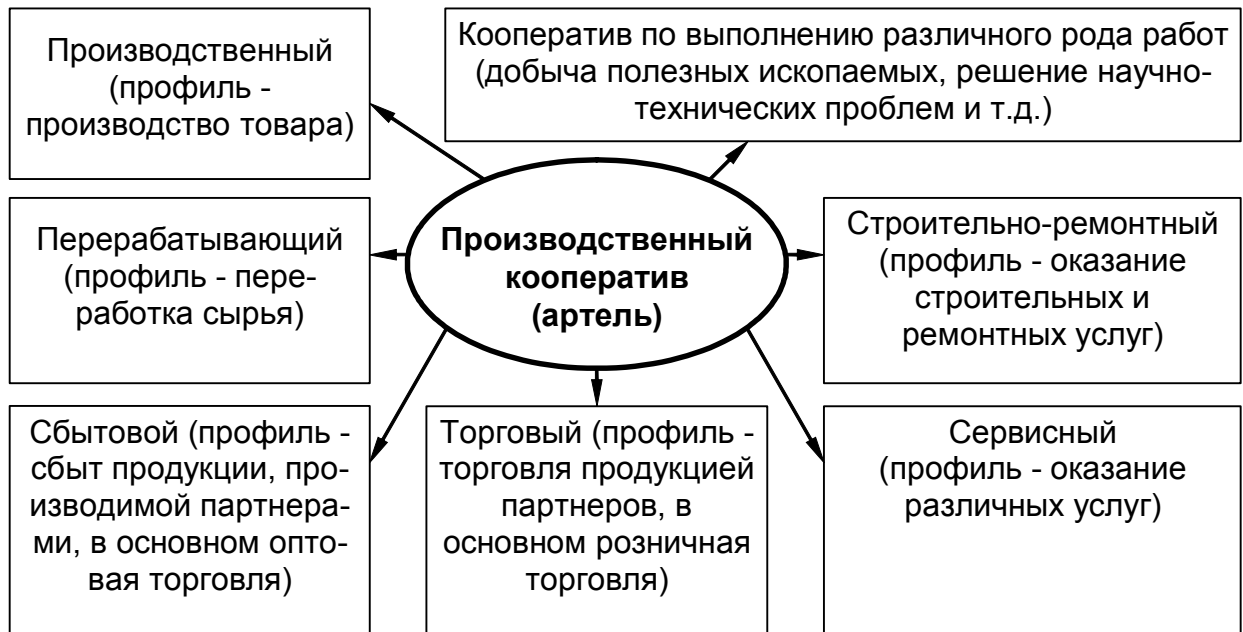 Производственный
(профиль -
производство товара)
Кооператив по выполнению различного рода работ
(добыча полезных ископаемых, решение научно-
технических проблем и т.д.)
Перерабатывающий
(профиль - пере-
работка сырья)
Производственный
кооператив
(артель)
Строительно-ремонтный
(профиль - оказание
строительных и
ремонтных услуг)
Сбытовой (профиль -
сбыт продукции, про-
изводимой партнера-
ми, в основном опто-
вая торговля)
Торговый (профиль -
торговля продукцией
партнеров, в
основном розничная
торговля)
Сервисный
(профиль - оказание
различных услуг)